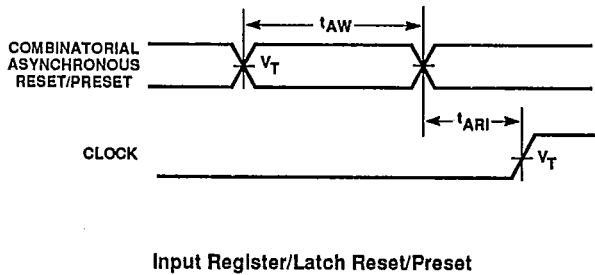 tAW
COMBINATORIAL
ASYNCHRONOUS
RESET/PRESET
VT
tARI
CLOCK
VT
Input Register/Latch Reset/Preset